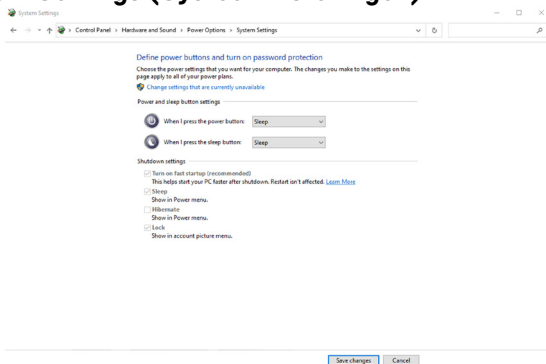 System Settings
Control Panel > Hardware and Sound > Power Options > System Settings
Define power buttons and turn on password protection
Choose the power settings that you want for your computer. The changes you make to the settings on this
page apply to all of your power plans.
Change settings that are currently unavailable
Power and sleep button settings
When I press the power button: Sleep
When I press the sleep button: Sleep
Shutdown settings
Turn on fast startup (recommended)
This helps start your PC faster after shutdown. Restart isn't affected. Learn More
Sleep
Show in Power menu.
Hibernate
Show in Power menu.
Lock
Show in account picture menu.
Save changes Cancel